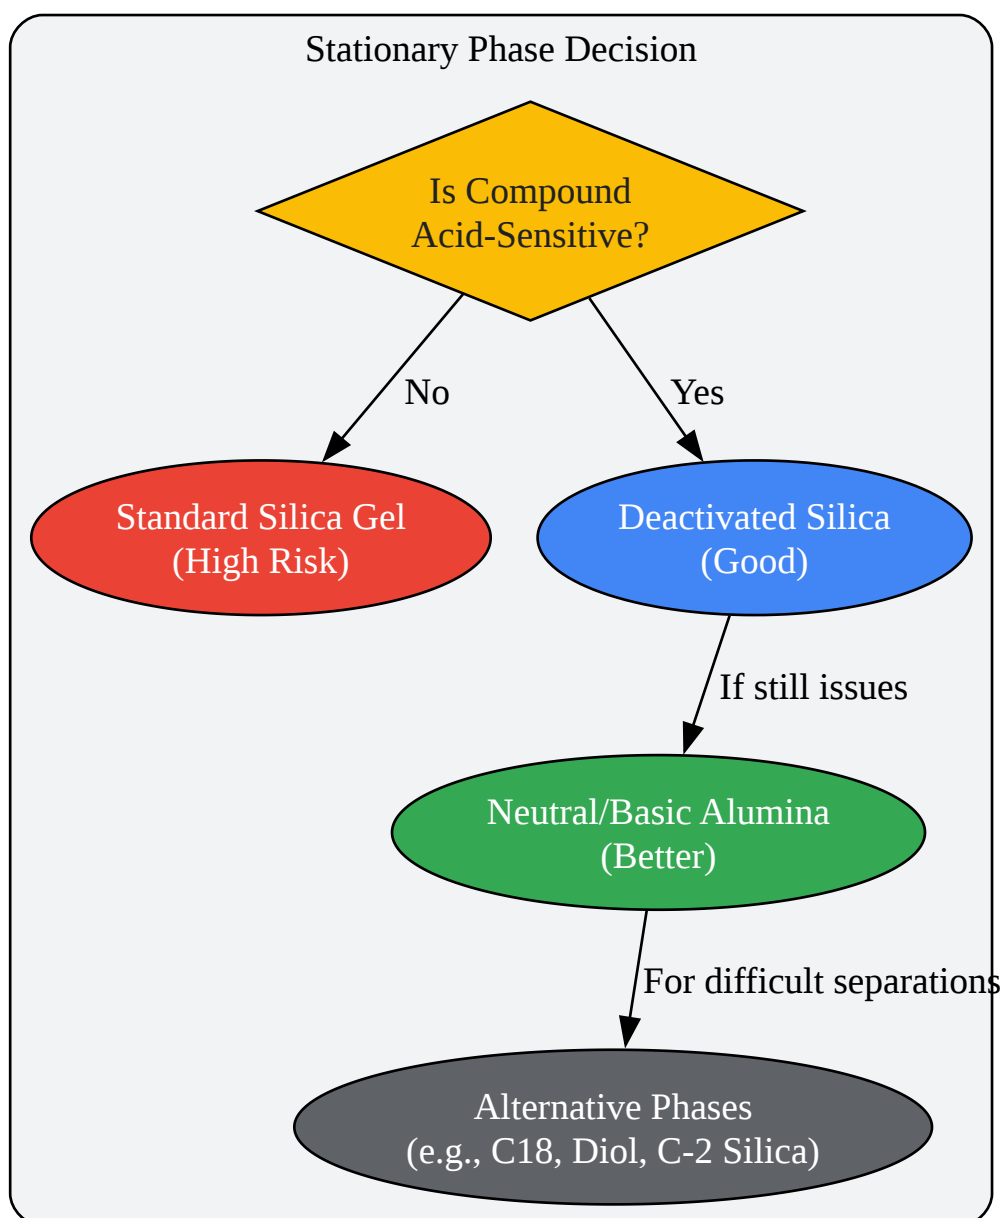 Stationary Phase Decision
Is Compound
Acid-Sensitive?
No
Yes
Standard Silica Gel
(High Risk)
Deactivated Silica
(Good)
If still issues
Neutral/Basic Alumina
(Better)
For difficult separations
Alternative Phases
(e.g., C18, Diol, C-2 Silica)